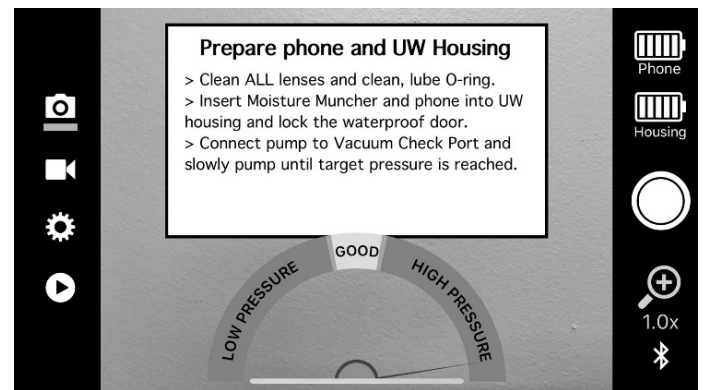 Prepare phone and UW Housing
> Clean ALL lenses and clean, lube O-ring.
> Insert Moisture Muncher and phone into UW
housing and lock the waterproof door.
> Connect pump to Vacuum Check Port and
slowly pump until target pressure is reached.
Phone
Housing
LOW PRESSURE
GOOD
HIGH PRESSURE
1.0x